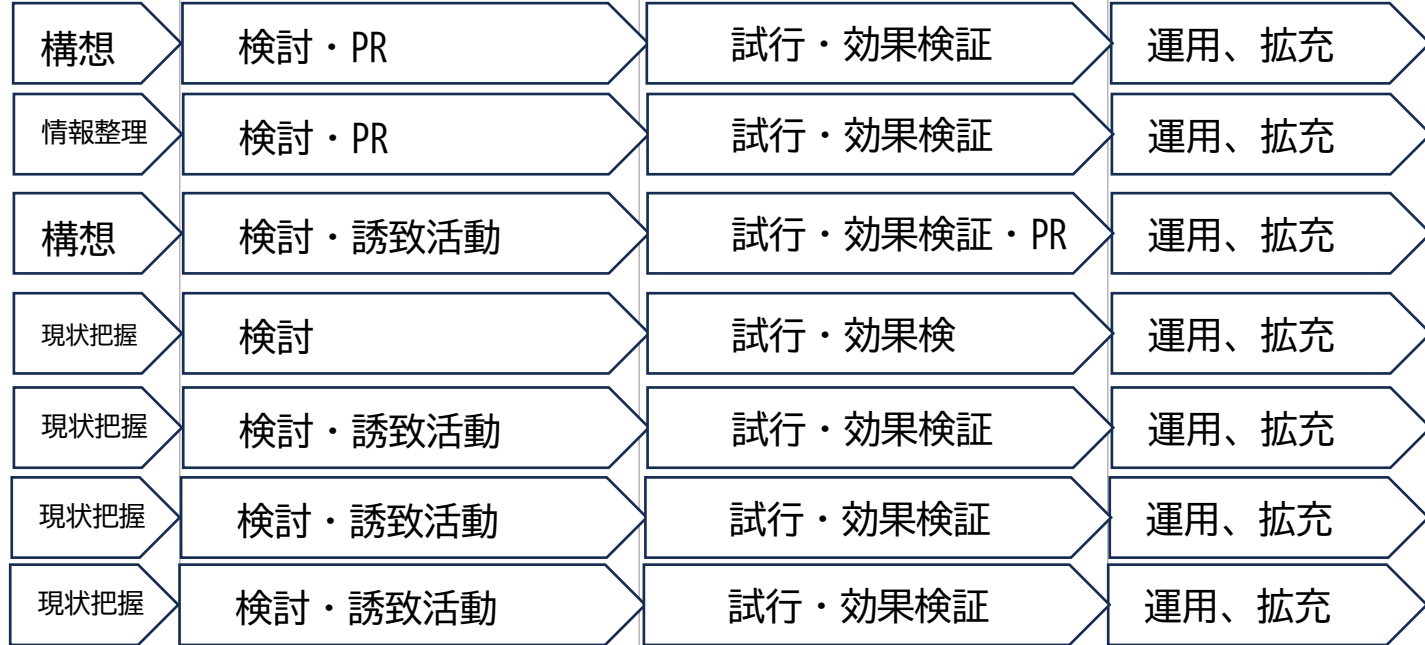 構想 検討・PR 試行・効果検証 運用、拡充
情報整理 検討・PR 試行・効果検証 運用、拡充
構想 検討・誘致活動 試行・効果検証・PR 運用、拡充
現状把握 検討 試行・効果検 運用、拡充
現状把握 検討・誘致活動 試行・効果検証 運用、拡充
現状把握 検討・誘致活動 試行・効果検証 運用、拡充
現状把握 検討・誘致活動 試行・効果検証 運用、拡充